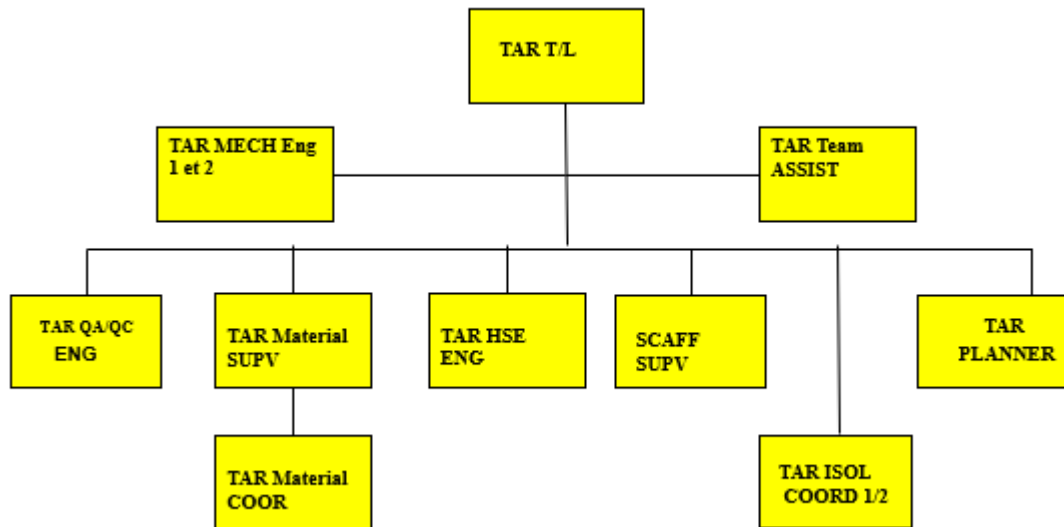 TAR T/L
TAR MECH Eng
1 et 2
TAR Team
ASSIST
TAR QA/QC
ENG
TAR Material
SUPV
TAR HSE
ENG
SCAFF
SUPV
TAR
PLANNER
TAR Material
COOR
TAR ISOL
COORD 1/2